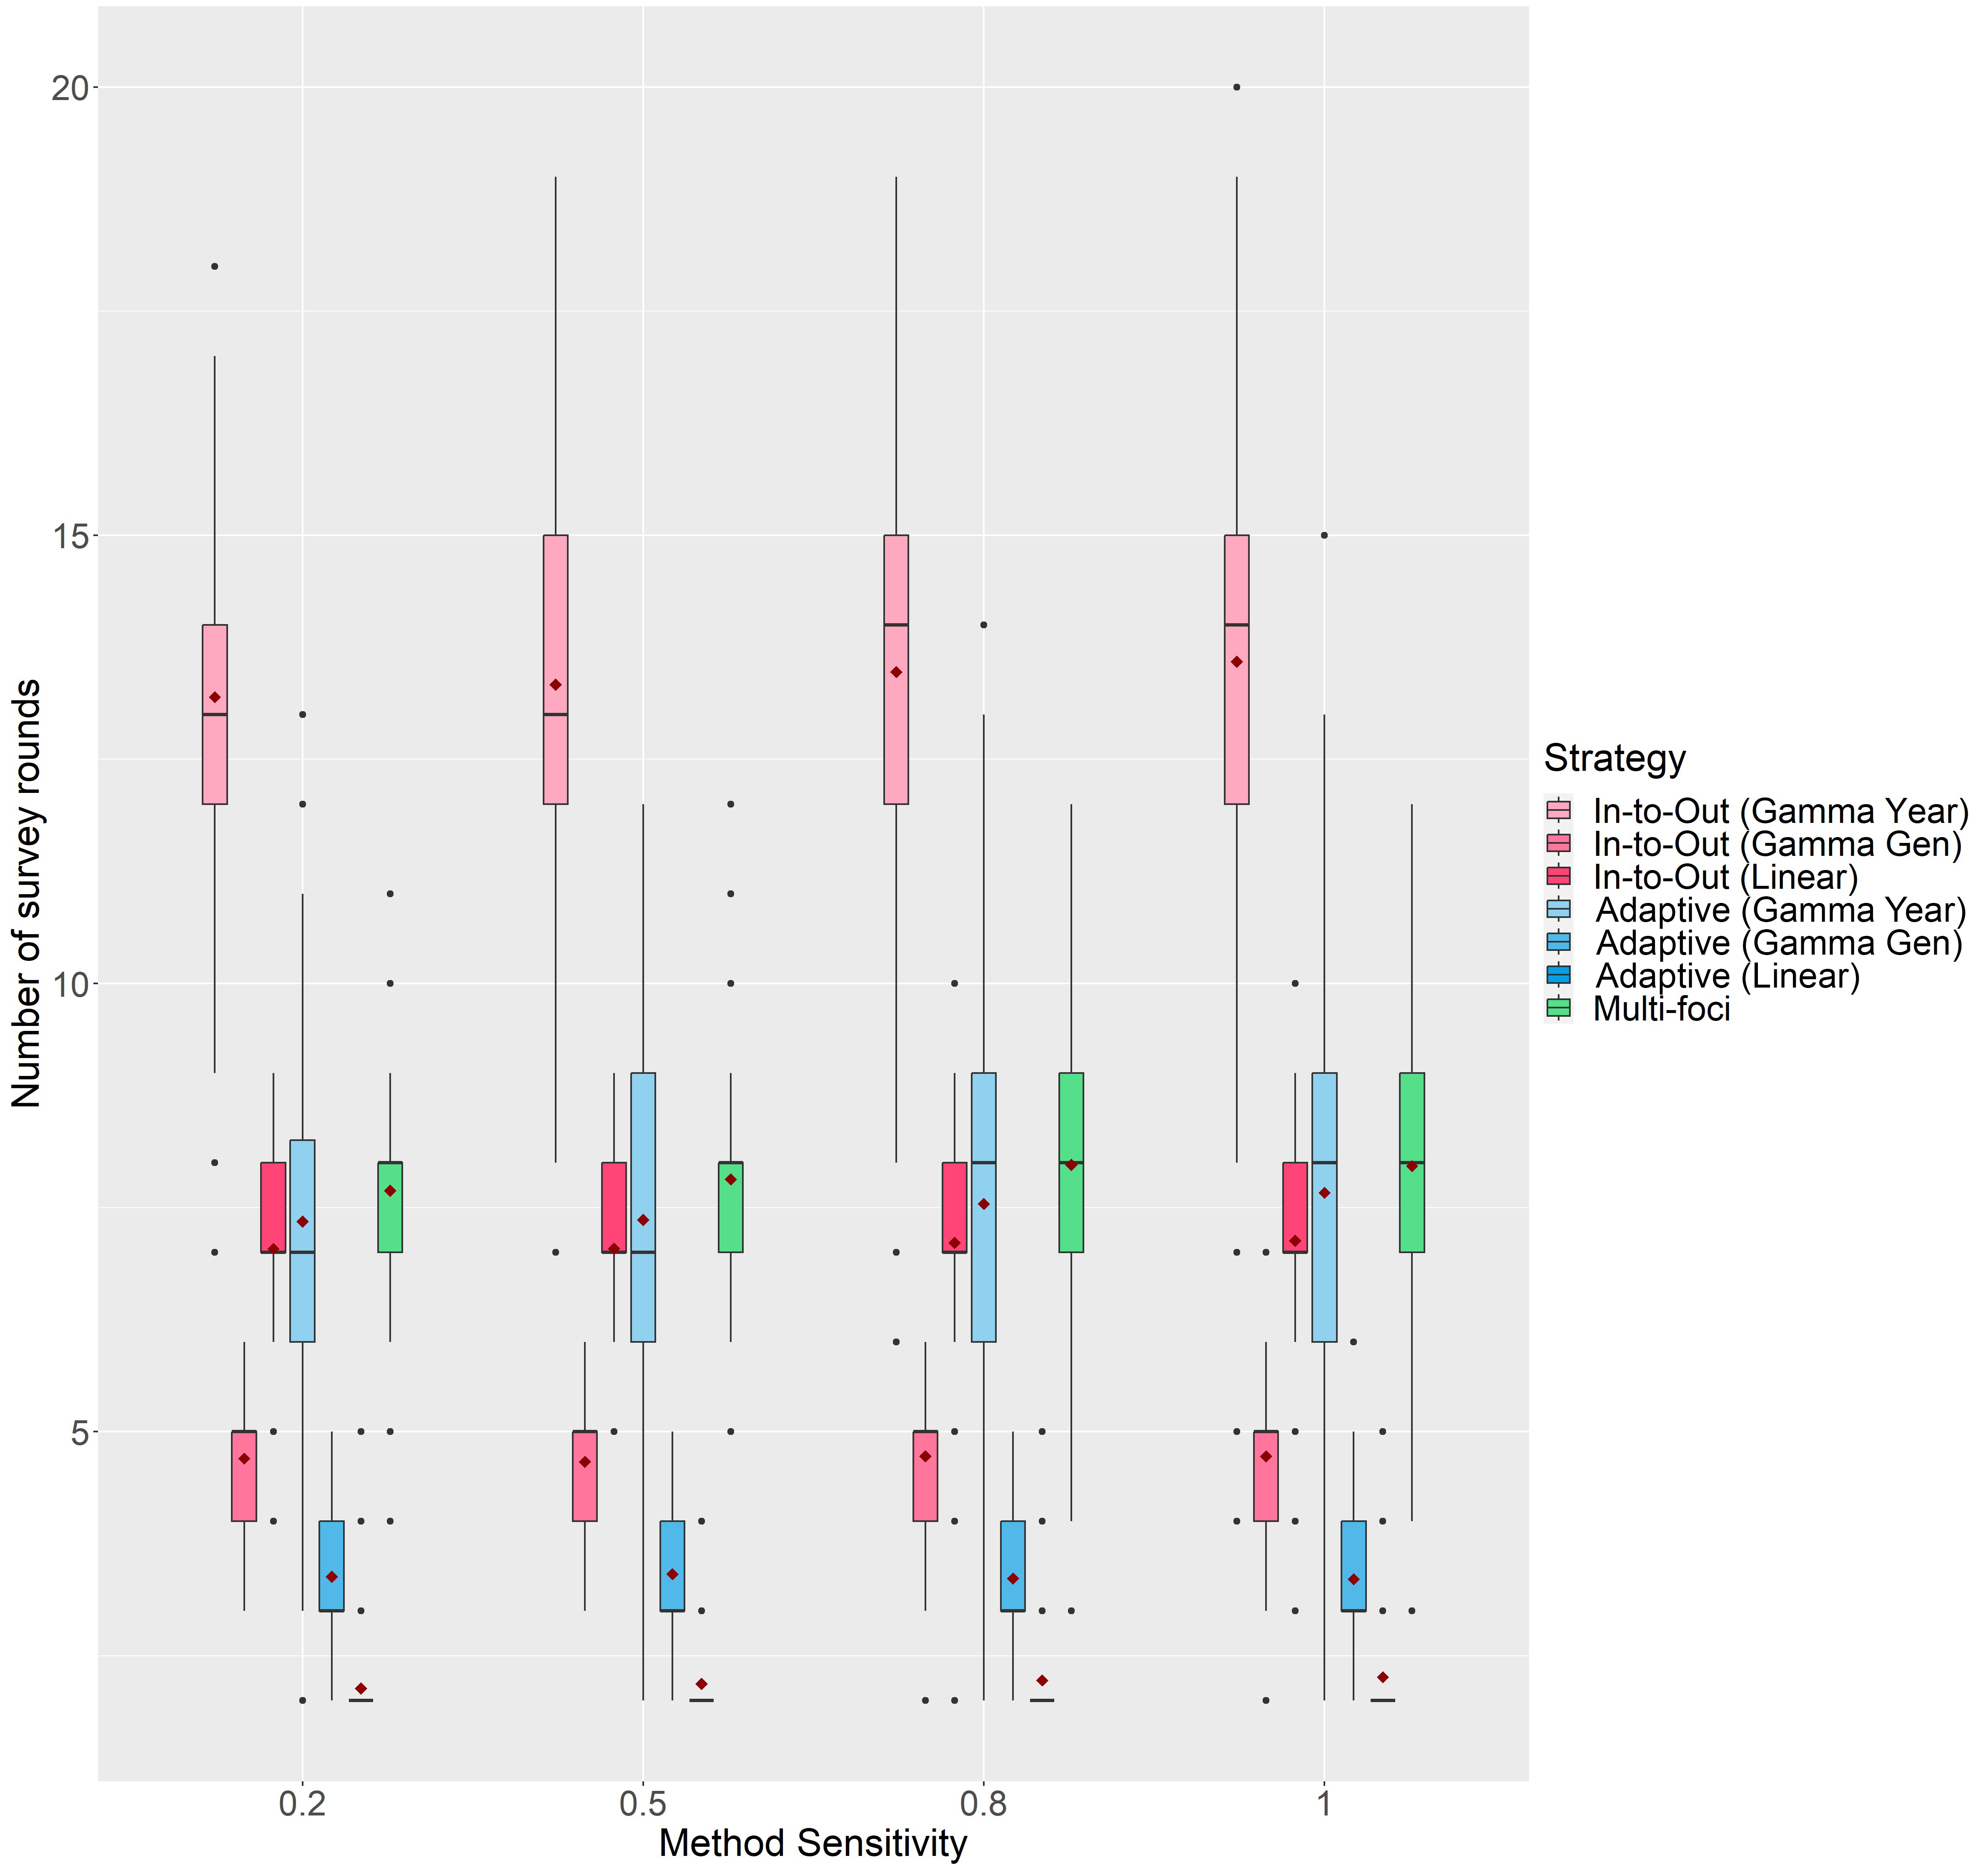 20
15
10
5
Number of survey rounds
0.2
0.5
0.8
1
Method Sensitivity
Strategy
In-to-Out (Gamma Year)
In-to-Out (Gamma Gen)
In-to-Out (Linear)
Adaptive (Gamma Year)
Adaptive (Gamma Gen)
Adaptive (Linear)
Multi-foci